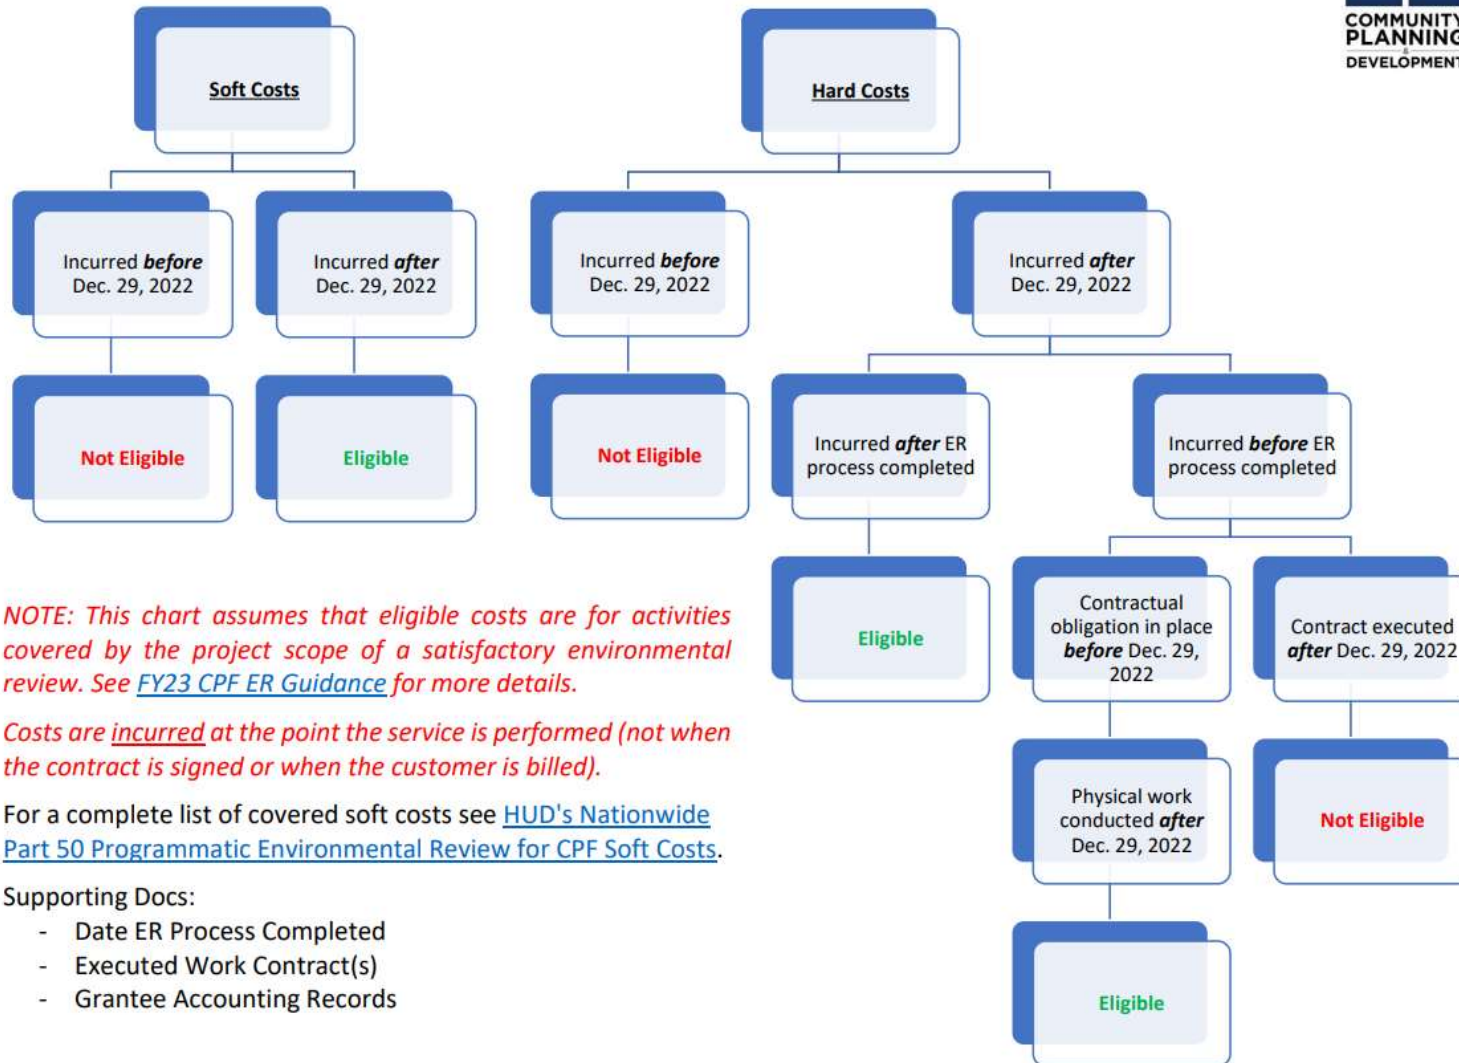 COMMUNITY
PLANNING
&
DEVELOPMENT
Soft Costs
Incurred before
Dec. 29, 2022
Not Eligible
Incurred after
Dec. 29, 2022
Eligible
Hard Costs
Incurred before
Dec. 29, 2022
Not Eligible
Incurred after
Dec. 29, 2022
Incurred after ER
process completed
Eligible
Incurred before ER
process completed
Contractual
obligation in place
before Dec. 29,
2022
Physical work
conducted after
Dec. 29, 2022
Eligible
Contract executed
after Dec. 29, 2022
Not Eligible
NOTE: This chart assumes that eligible costs are for activities
covered by the project scope of a satisfactory environmental
review. See FY23 CPF ER Guidance for more details.
Costs are incurred at the point the service is performed (not when
the contract is signed or when the customer is billed).
For a complete list of covered soft costs see HUD's Nationwide
Part 50 Programmatic Environmental Review for CPF Soft Costs.
Supporting Docs:
- Date ER Process Completed
- Executed Work Contract(s)
- Grantee Accounting Records